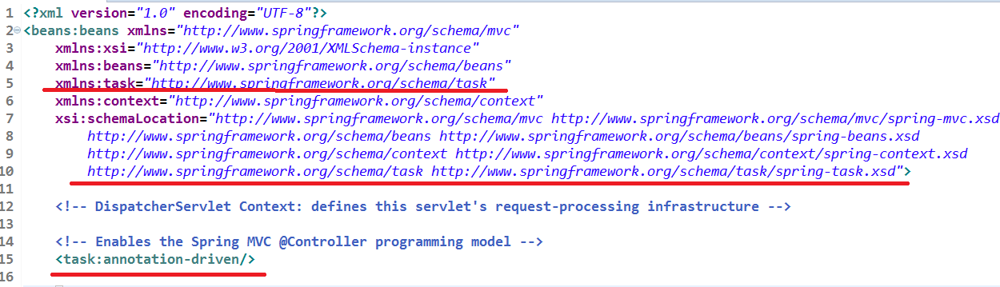 1 <?xml version="1.0" encoding="UTF-8"?>
2 <beans:beans xmlns="http://www.springframework.org/schema/mvc"
3 xmlns:xsi="http://www.w3.org/2001/XMLSchema-instance"
4 xmlns:beans="http://www.springframework.org/schema/beans"
5 xmlns:task="http://www.springframework.org/schema/task"
6 xmlns:context="http://www.springframework.org/schema/context"
7 xsi:schemaLocation="http://www.springframework.org/schema/mvc http://www.springframework.org/schema/mvc/spring-mvc.xsd
8 http://www.springframework.org/schema/beans http://www.springframework.org/schema/beans/spring-beans.xsd
9 http://www.springframework.org/schema/context http://www.springframework.org/schema/context/spring-context.xsd
10 http://www.springframework.org/schema/task http://www.springframework.org/schema/task/spring-task.xsd">
11
12 <!-- DispatcherServlet Context: defines this servlet's request-processing infrastructure -->
13
14 <!-- Enables the Spring MVC @Controller programming model -->
15 <task:annotation-driven/>
16